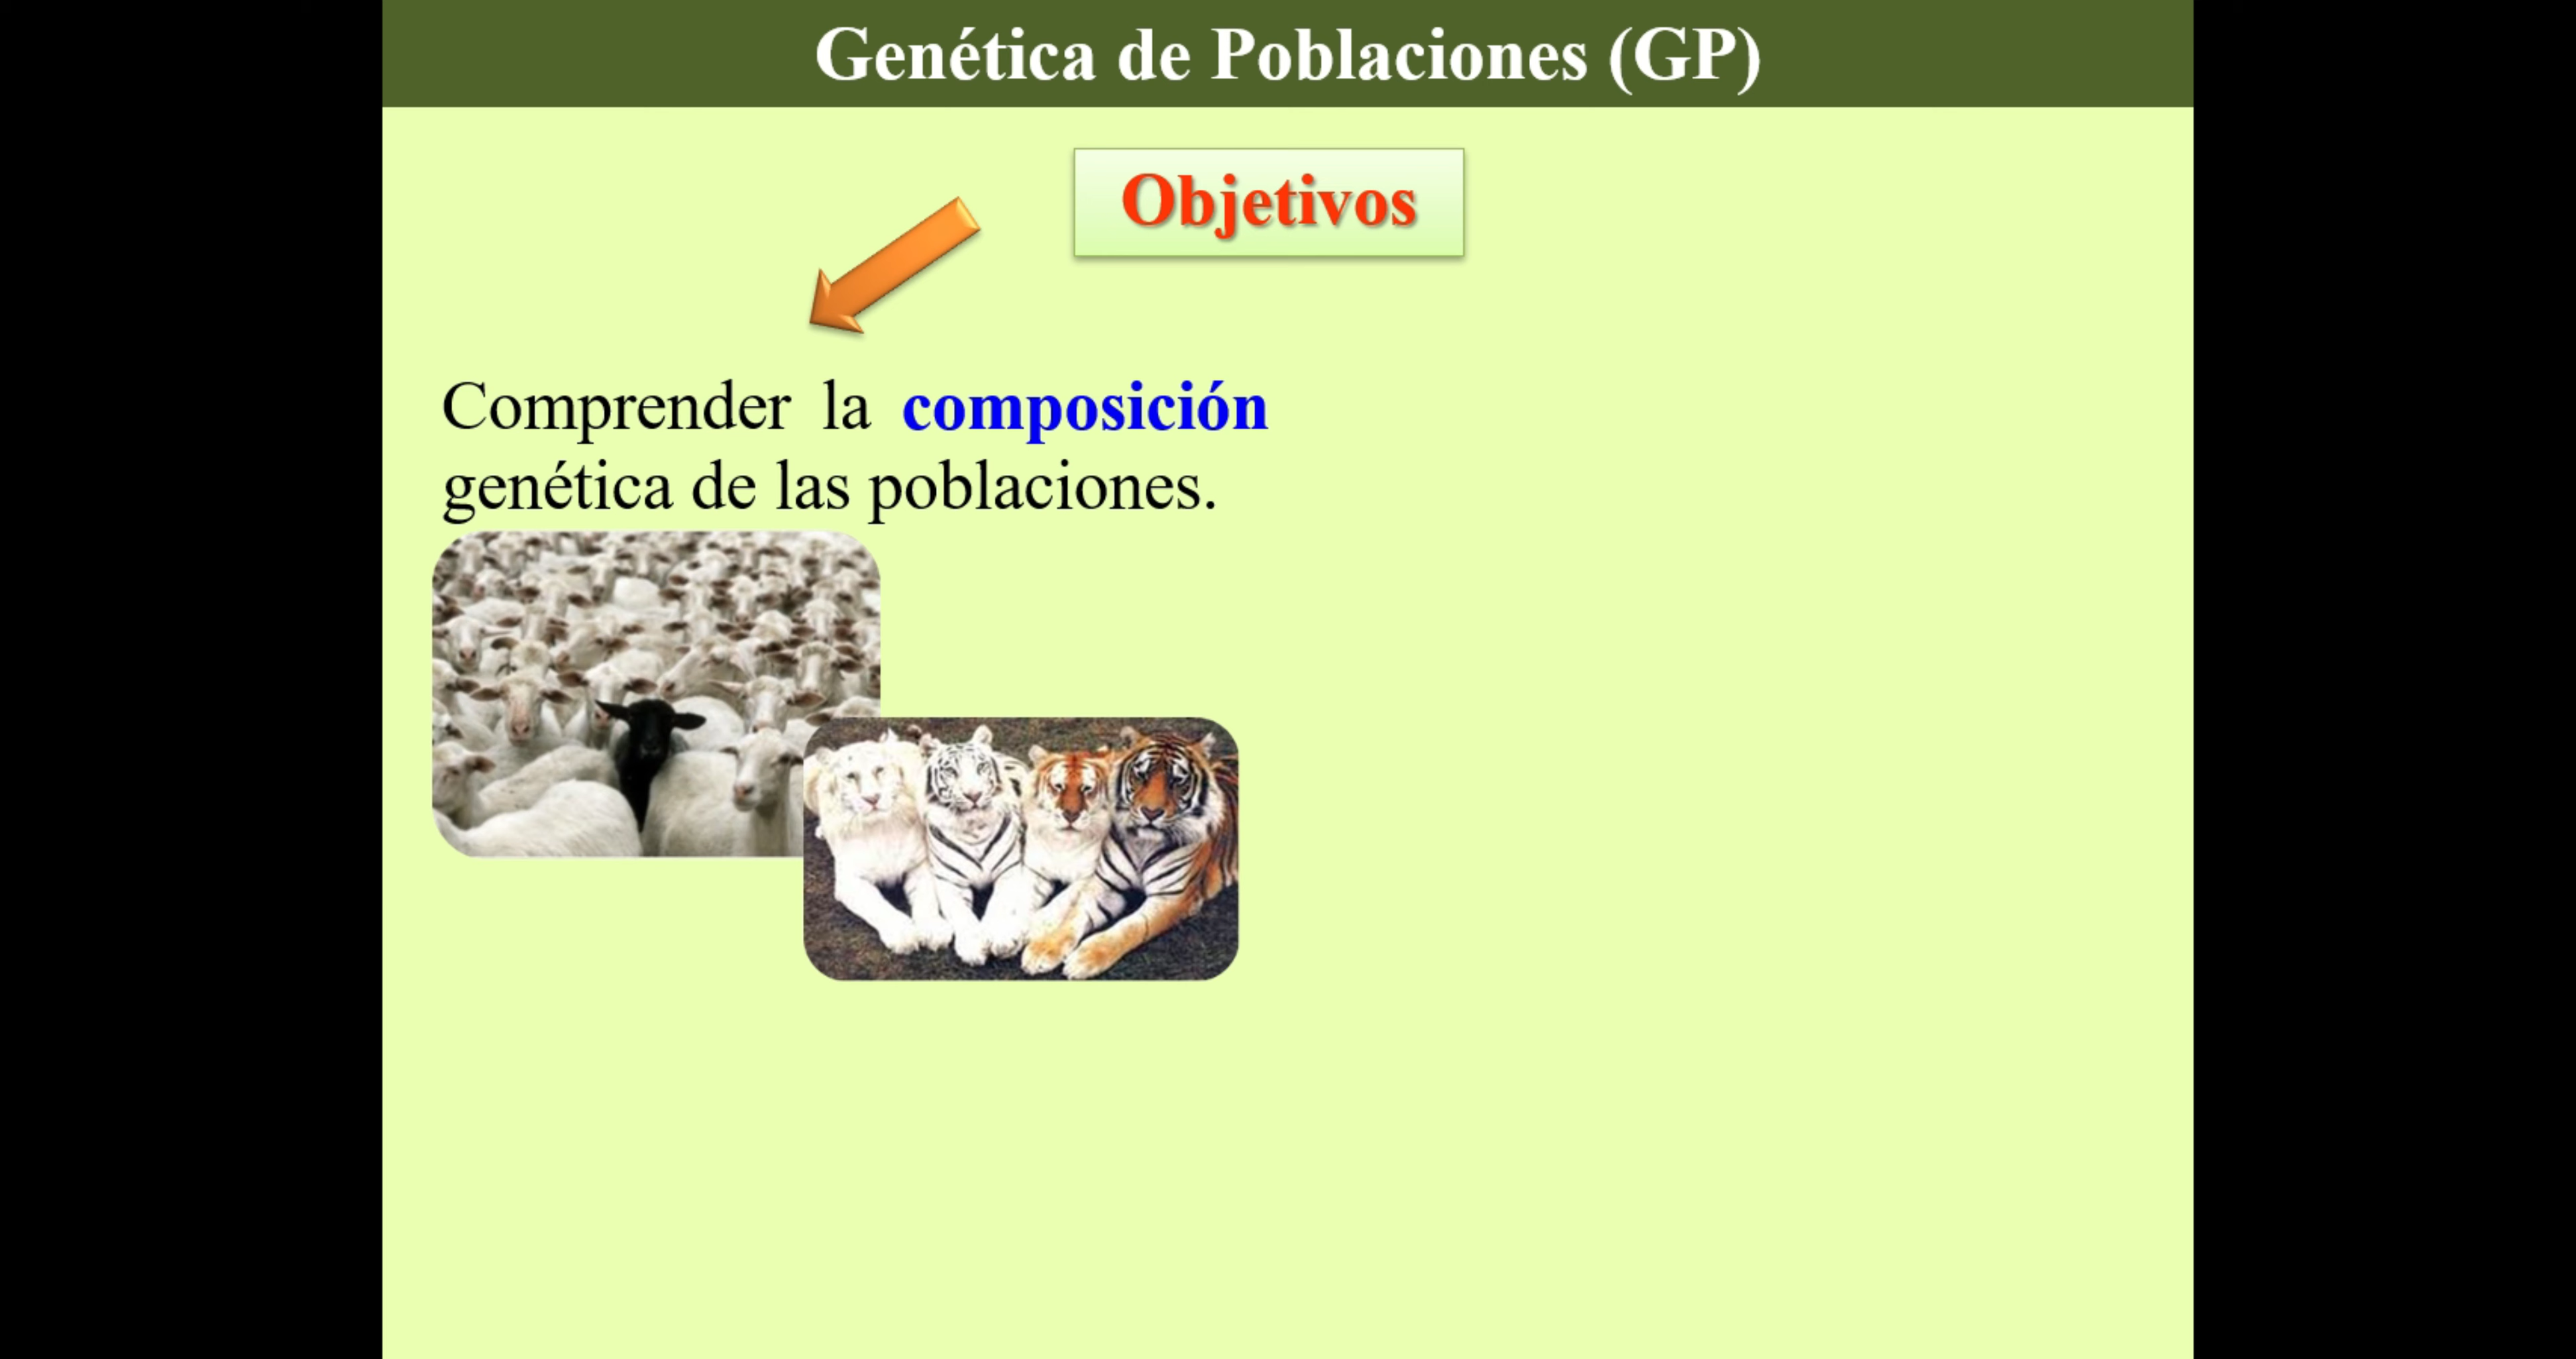 Genética de Poblaciones (GP)
Objetivos
Comprender la composición
genética de las poblaciones.